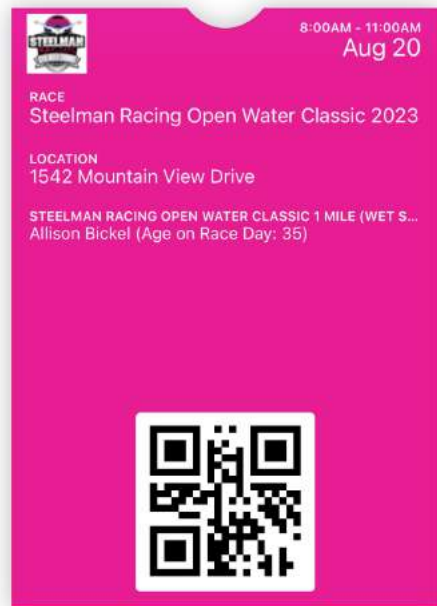 STEELMAN
8:00AM - 11:00AM
Aug 20
RACE
Steelman Racing Open Water Classic 2023
LOCATION
1542 Mountain View Drive
STEELMAN RACING OPEN WATER CLASSIC 1 MILE (WET S...
Allison Bickel (Age on Race Day: 35)